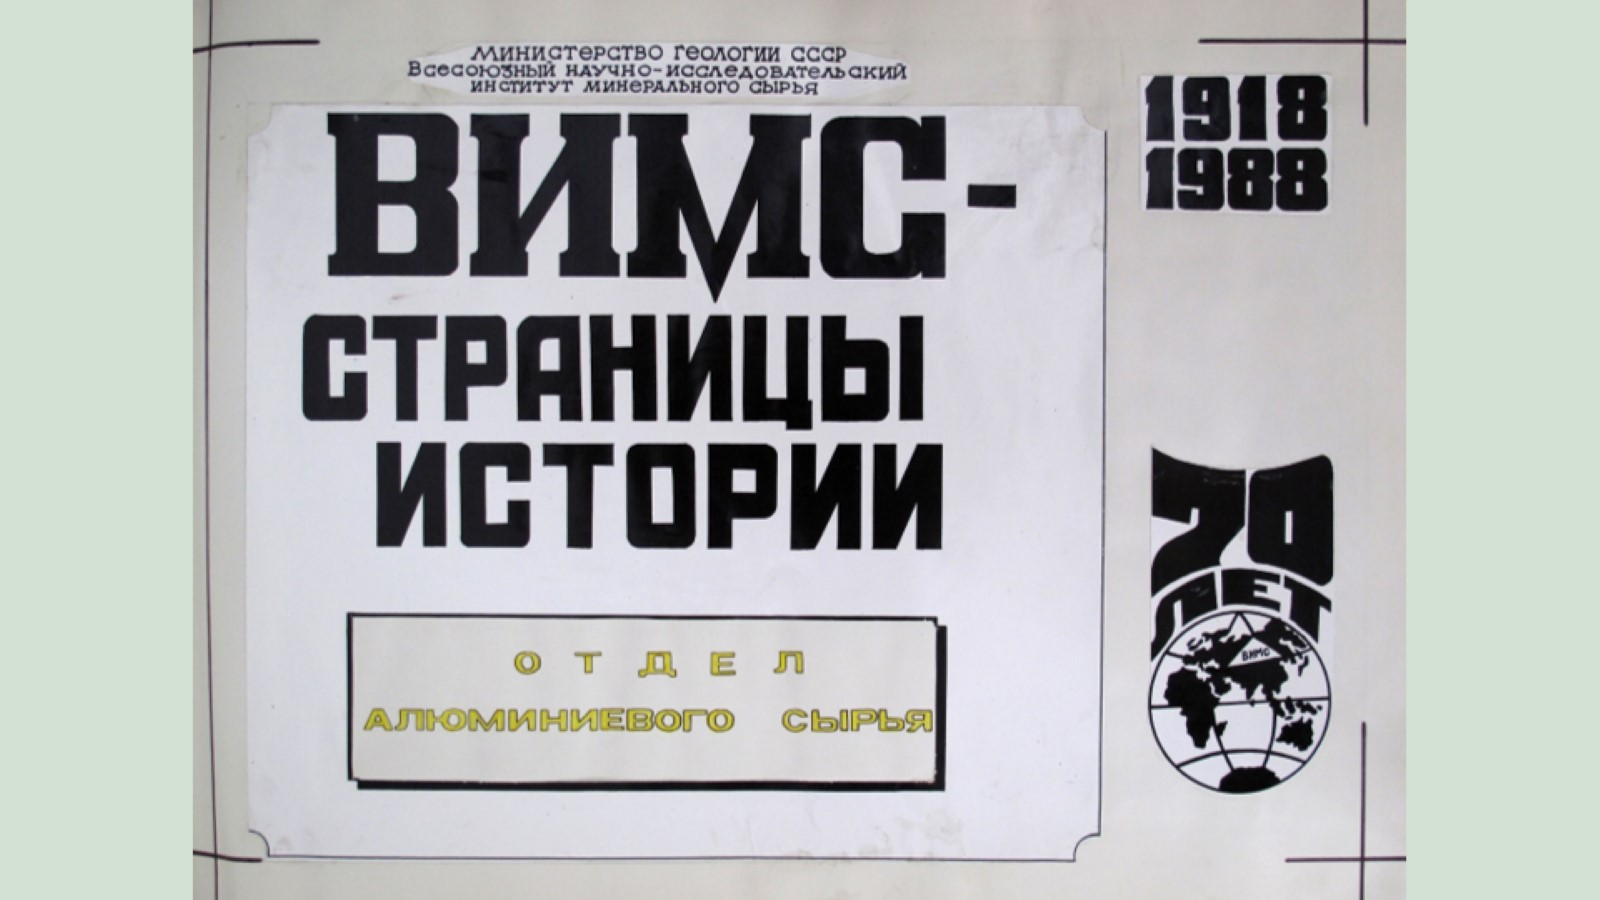 МИНИСТЕРСТВО ГЕОЛОГИИ СССР
ВСЕСОЮЗНЫЙ НАУЧНО-ИССЛЕДОВАТЕЛЬСКИЙ
ИНСТИТУТ МИНЕРАЛЬНОГО СЫРЬЯ
ВИМС-
СТРАНИЦЫ
ИСТОРИИ
ОТДЕЛ
АЛЮМИНИЕВОГО СЫРЬЯ
1918
1988
70
ЛЕТ
ВИМС